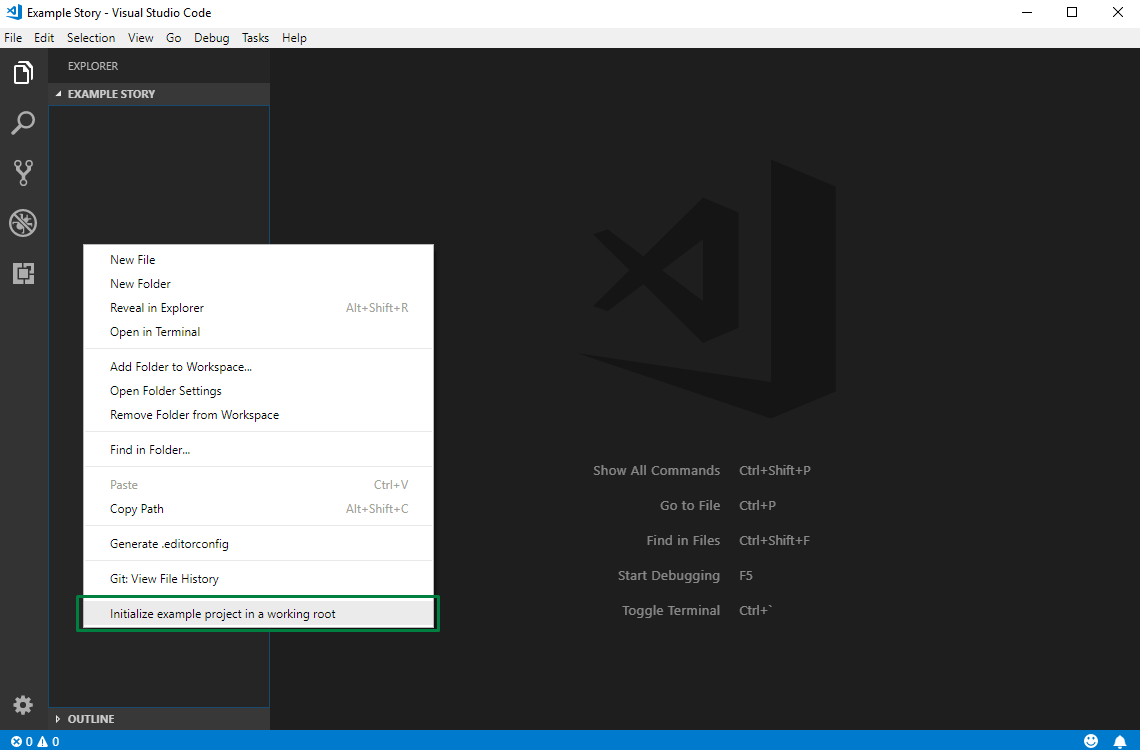 Example Story - Visual Studio Code
File Edit Selection View Go Debug Tasks Help
EXPLORER
EXAMPLE STORY
New File
New Folder
Reveal in Explorer Alt+Shift+R
Open in Terminal
Add Folder to Workspace...
Open Folder Settings
Remove Folder from Workspace
Find in Folder...
Paste Ctrl+V
Copy Path Alt+Shift+C
Generate .editorconfig
Git: View File History
Initialize example project in a working root
Show All Commands Ctrl+Shift+P
Go to File Ctrl+P
Find in Files Ctrl+Shift+F
Start Debugging F5
Toggle Terminal Ctrl+`
OUTLINE
0 0